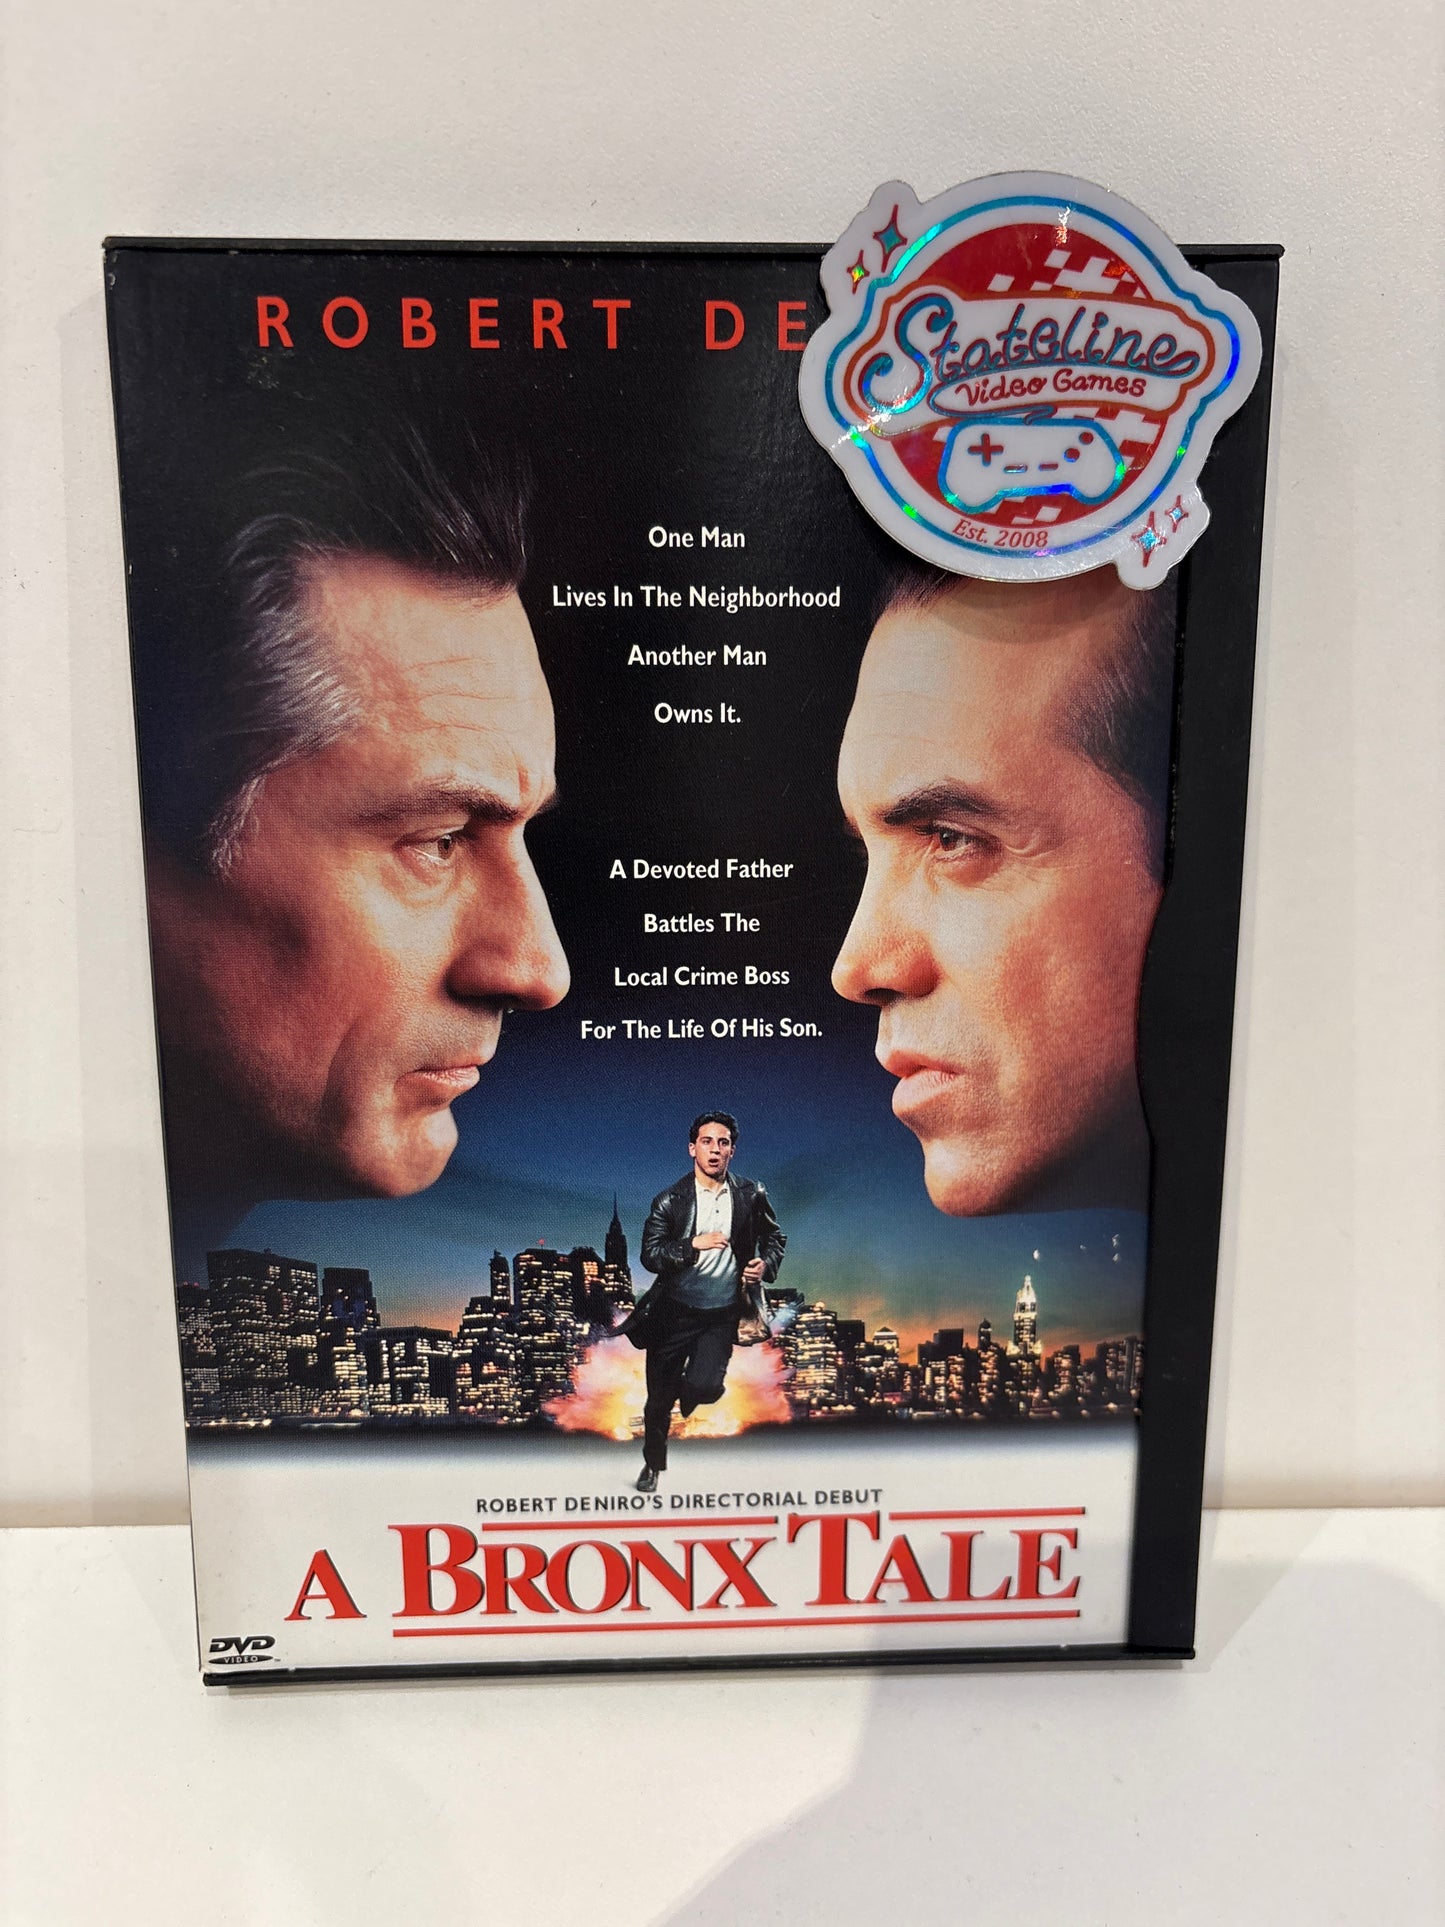 ROBERT DE
Stateline
Video Games
Est. 2008
One Man
Lives In The Neighborhood
Another Man
Owns It.
A Devoted Father
Battles The
Local Crime Boss
For The Life Of His Son.
ROBERT DENIRO'S DIRECTORIAL DEBUT
A BRONX TALE
DVD
VIDEO